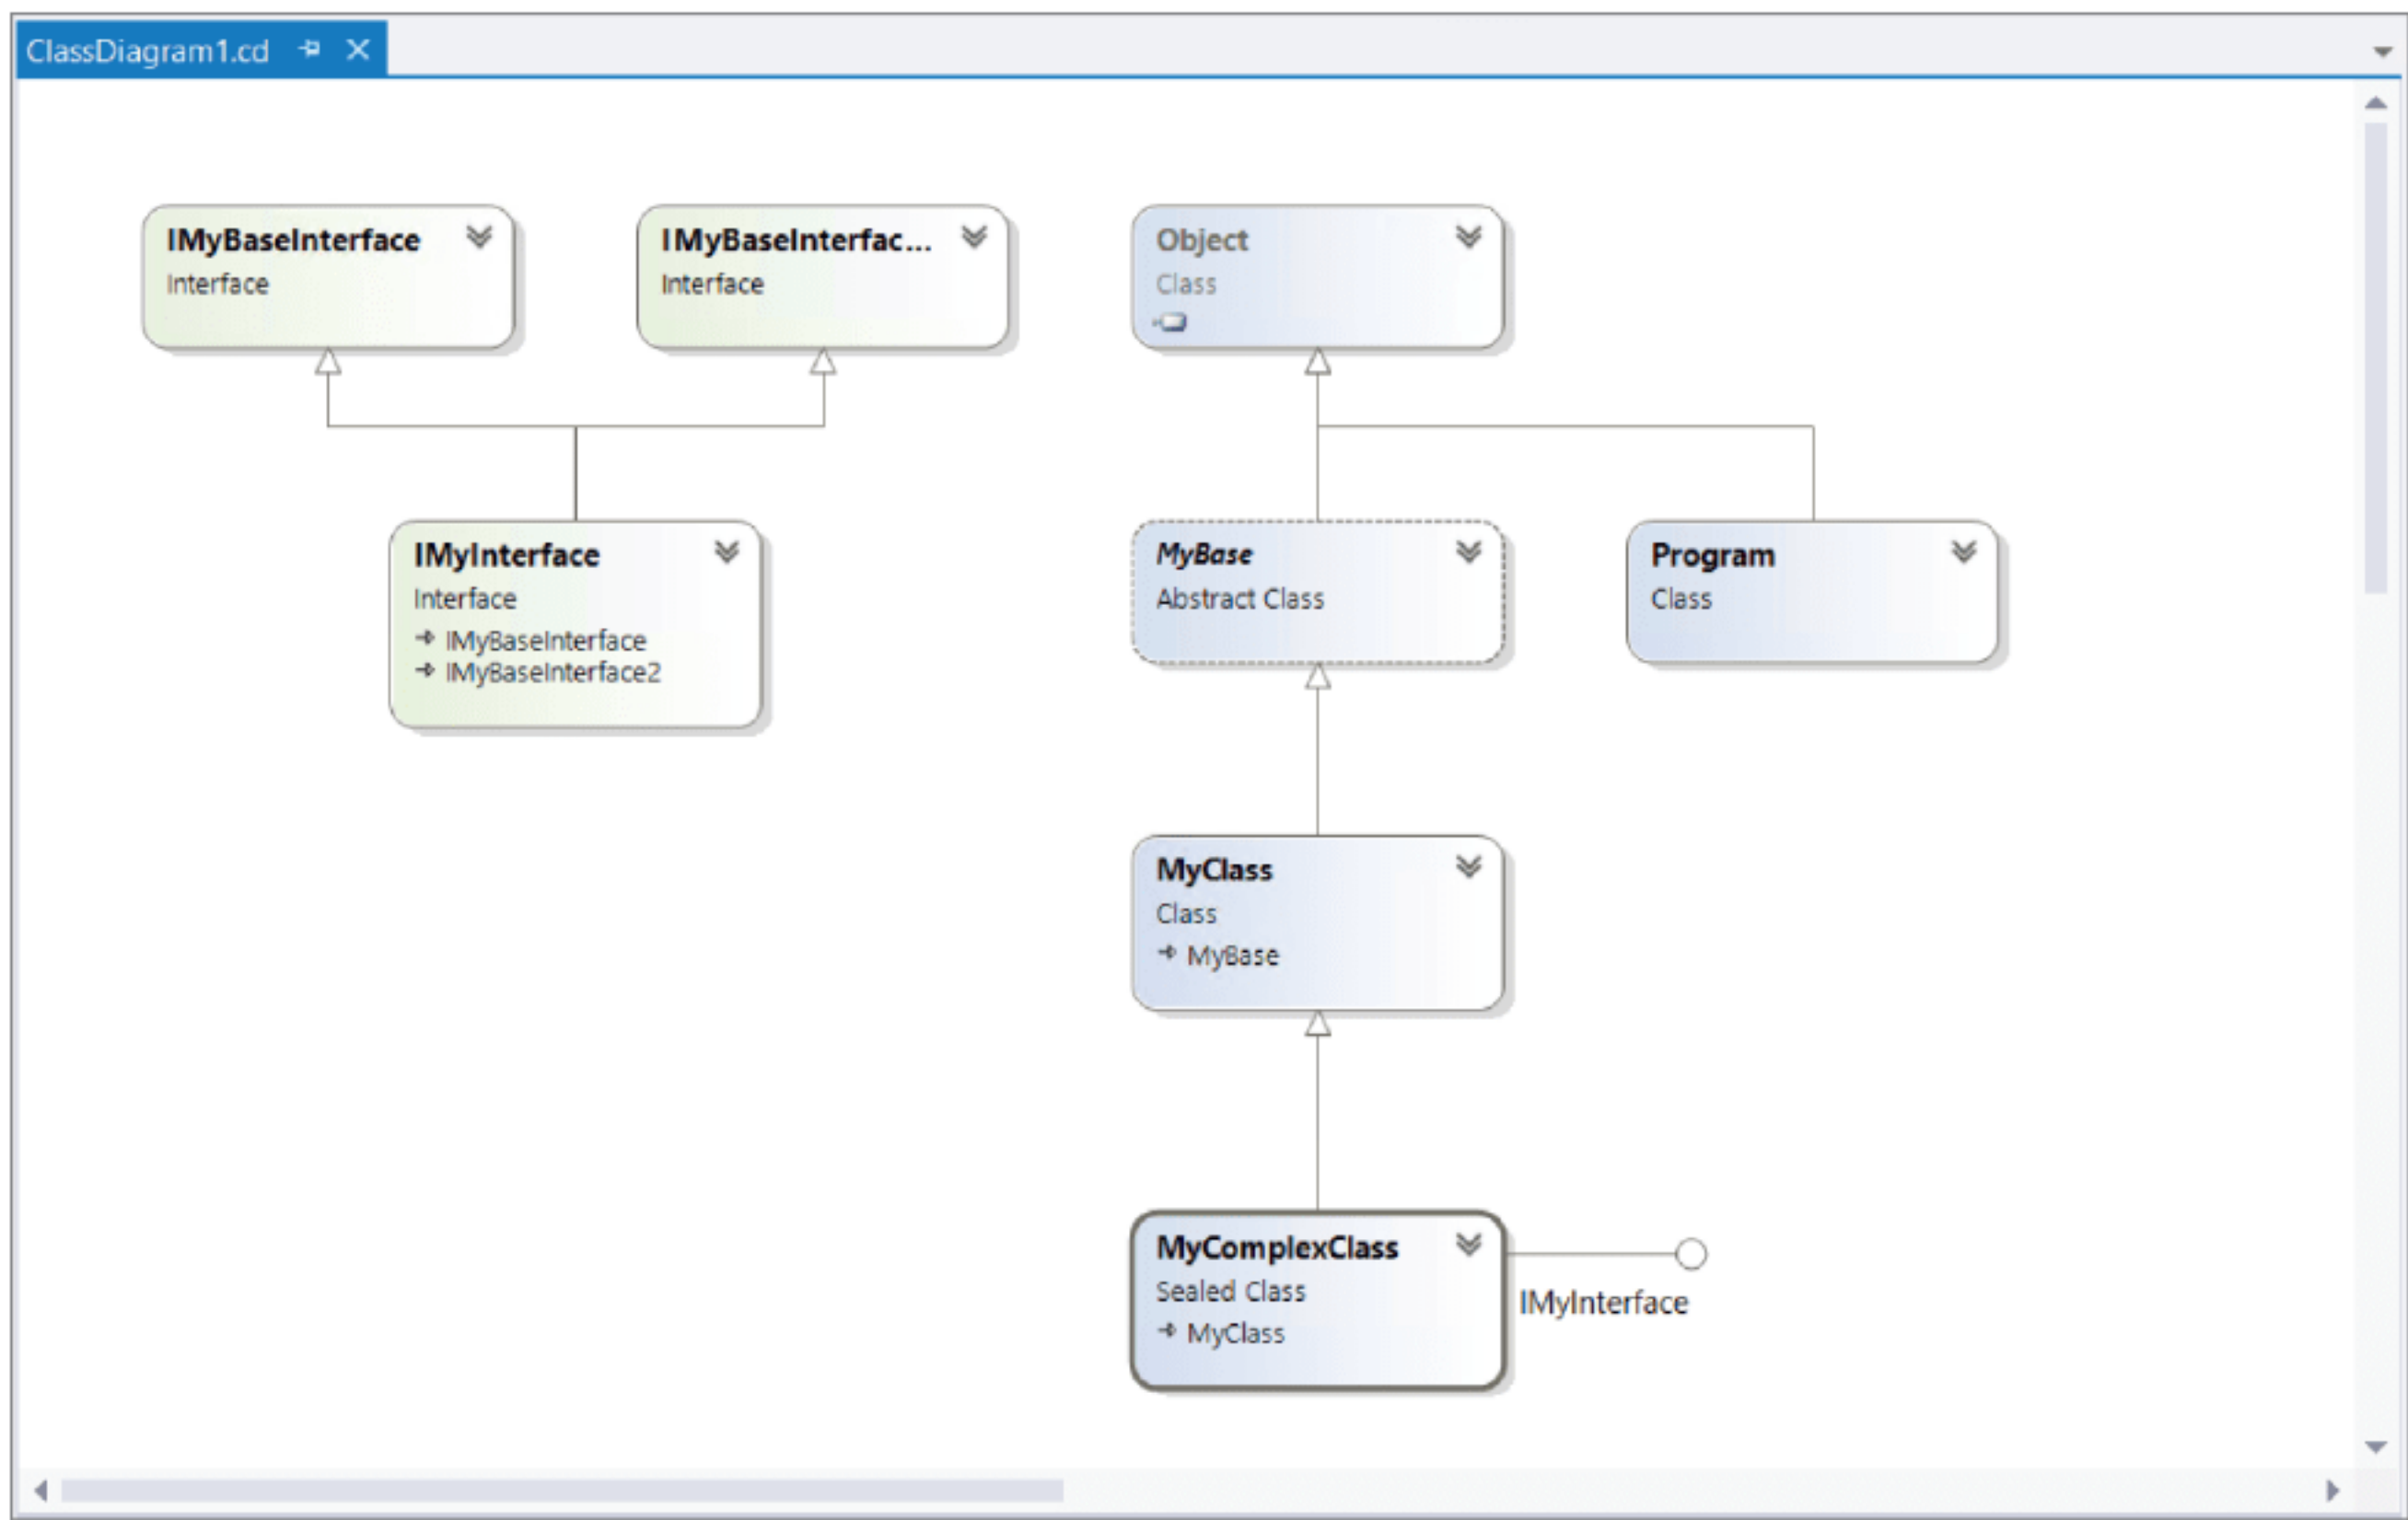 ClassDiagram1.cd
IMyBaseInterface
Interface
IMyBaseInterfac...
Interface
Object
Class
IMyInterface
Interface
IMyBaseInterface
IMyBaseInterface2
MyBase
Abstract Class
Program
Class
MyClass
Class
MyBase
MyComplexClass
Sealed Class
MyClass
IMyInterface